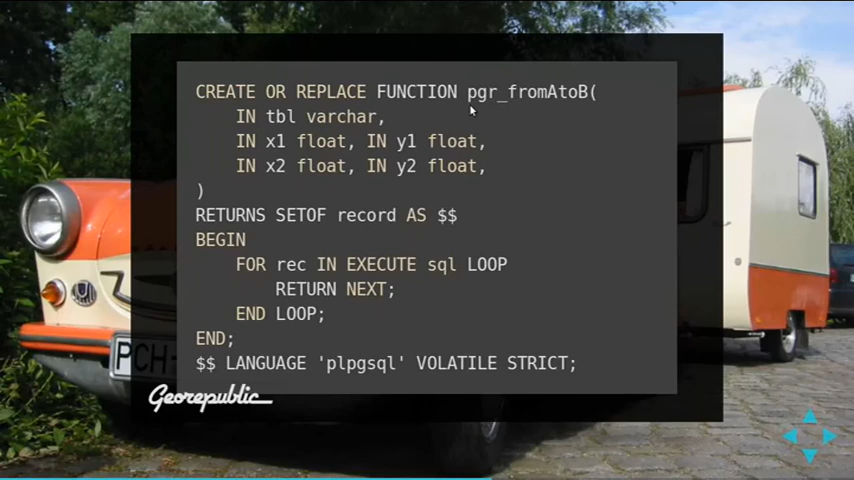 CREATE OR REPLACE FUNCTION pgr_fromAtoB(
IN tbl varchar,
IN x1 float, IN y1 float,
IN x2 float, IN y2 float,
)
RETURNS SETOF record AS $$
BEGIN
FOR rec IN EXECUTE sql LOOP
RETURN NEXT;
END LOOP;
END;
$$ LANGUAGE 'plpgsql' VOLATILE STRICT;
PCH-
Georepublic